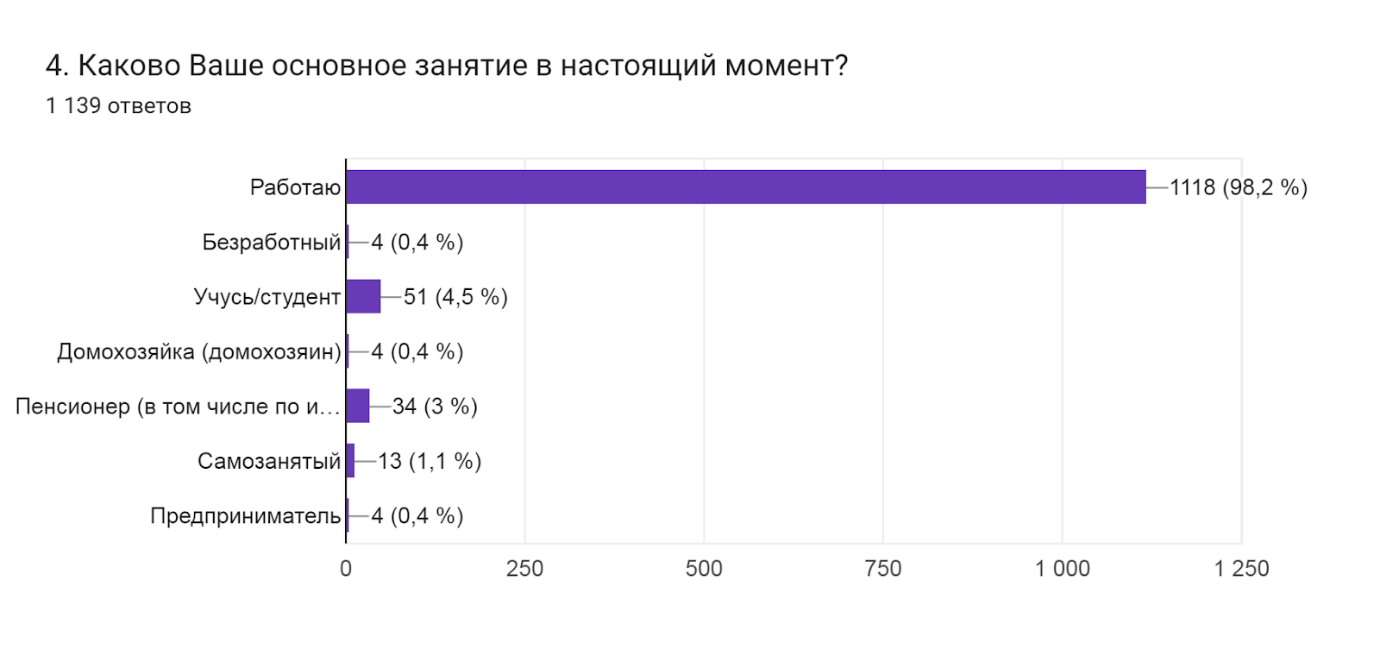 4. Каково Ваше основное занятие в настоящий момент?
1 139 ответов
Работаю 1118 (98,2 %)
Безработный 4 (0,4 %)
Учусь/студент 51 (4,5 %)
Домохозяйка (домохозяин) 4 (0,4 %)
Пенсионер (в том числе по и... 34 (3 %)
Самозанятый 13 (1,1 %)
Предприниматель 4 (0,4 %)
0 250 500 750 1 000 1 250